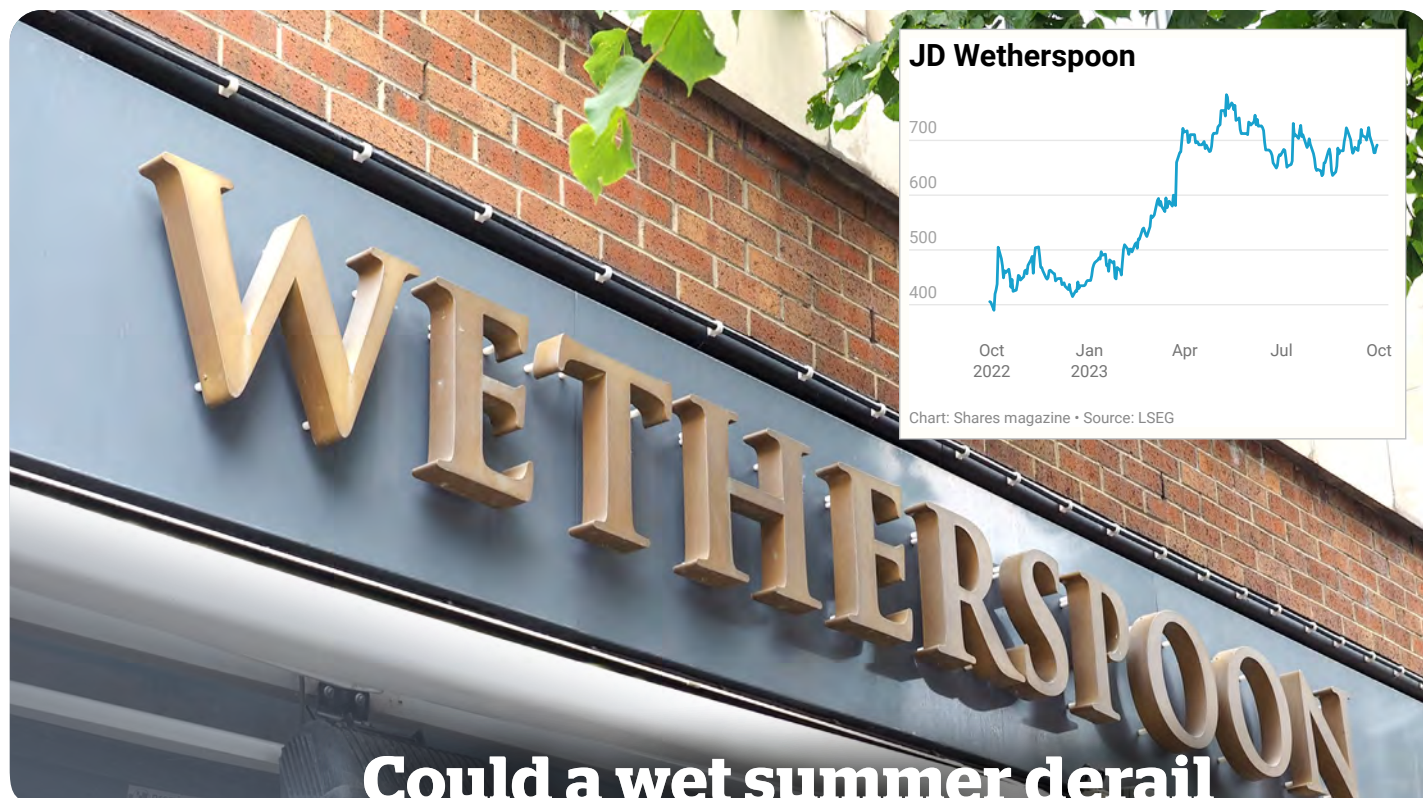 JD Wetherspoon
700
600
500
400
Oct Jan Apr Jul Oct
2022 2023
Chart: Shares magazine • Source: LSEG
WETHERSPOON
Could a wet summer derail